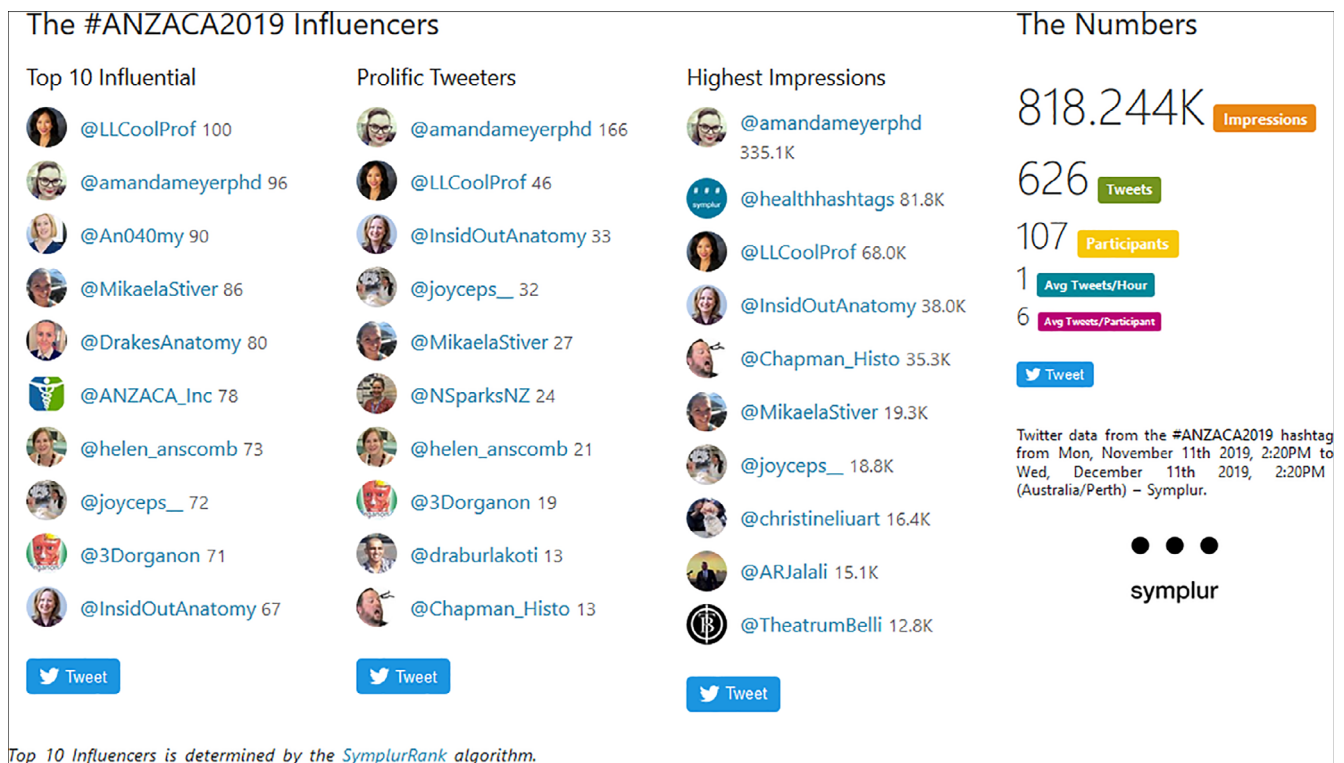 The #ANZACA2019 Influencers
Top 10 Influential
@LLCoolProf 100
@amandameyerphd 96
@An040my 90
@MikaelaStiver 86
@DrakesAnatomy 80
@ANZACA_Inc 78
@helen_anscomb 73
@joyceps__ 72
@3Dorganon 71
@InsidOutAnatomy 67
Tweet
Prolific Tweeters
@amandameyerphd 166
@LLCoolProf 46
@InsidOutAnatomy 33
@joyceps__ 32
@MikaelaStiver 27
@NSparksNZ 24
@helen_anscomb 21
@3Dorganon 19
@draburlakoti 13
@Chapman_Histo 13
Tweet
Highest Impressions
@amandameyerphd
335.1K
symplur
@healthhashtags 81.8K
@LLCoolProf 68.0K
@InsidOutAnatomy 38.0K
@Chapman_Histo 35.3K
@MikaelaStiver 19.3K
@joyceps__ 18.8K
@christineliuart 16.4K
@ARJalali 15.1K
@TheatrumBelli 12.8K
Tweet
The Numbers
818.244K Impressions
626 Tweets
107 Participants
1 Avg Tweets/Hour
6 Avg Tweets/Participant
Tweet
Twitter data from the #ANZACA2019 hashtag
from Mon, November 11th 2019, 2:20PM to
Wed, December 11th 2019, 2:20PM
(Australia/Perth) – Symplur.
symplur
Top 10 Influencers is determined by the SymplurRank algorithm.